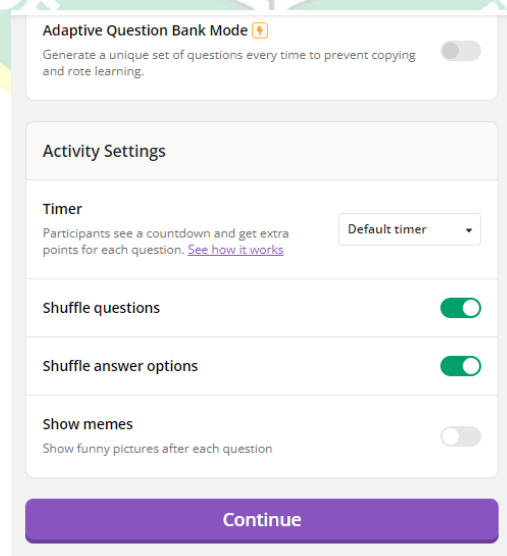 Adaptive Question Bank Mode
Generate a unique set of questions every time to prevent copying
and rote learning.
Activity Settings
Timer
Participants see a countdown and get extra
points for each question. See how it works
Default timer
Shuffle questions
Shuffle answer options
Show memes
Show funny pictures after each question
Continue